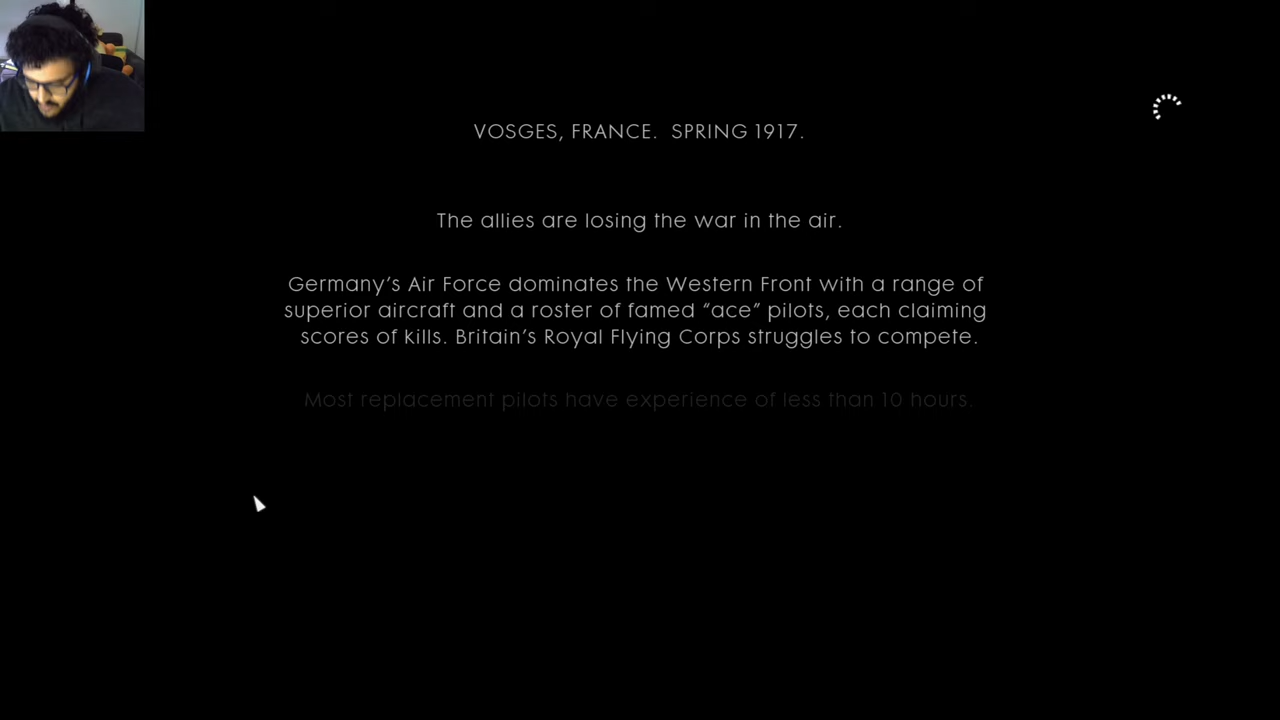 VOSGES, FRANCE. SPRING 1917.
The allies are losing the war in the air.
Germany's Air Force dominates the Western Front with a range of
superior aircraft and a roster of famed “ace” pilots, each claiming
scores of kills. Britain's Royal Flying Corps struggles to compete.
Most replacement pilots have experience of less than 10 hours.